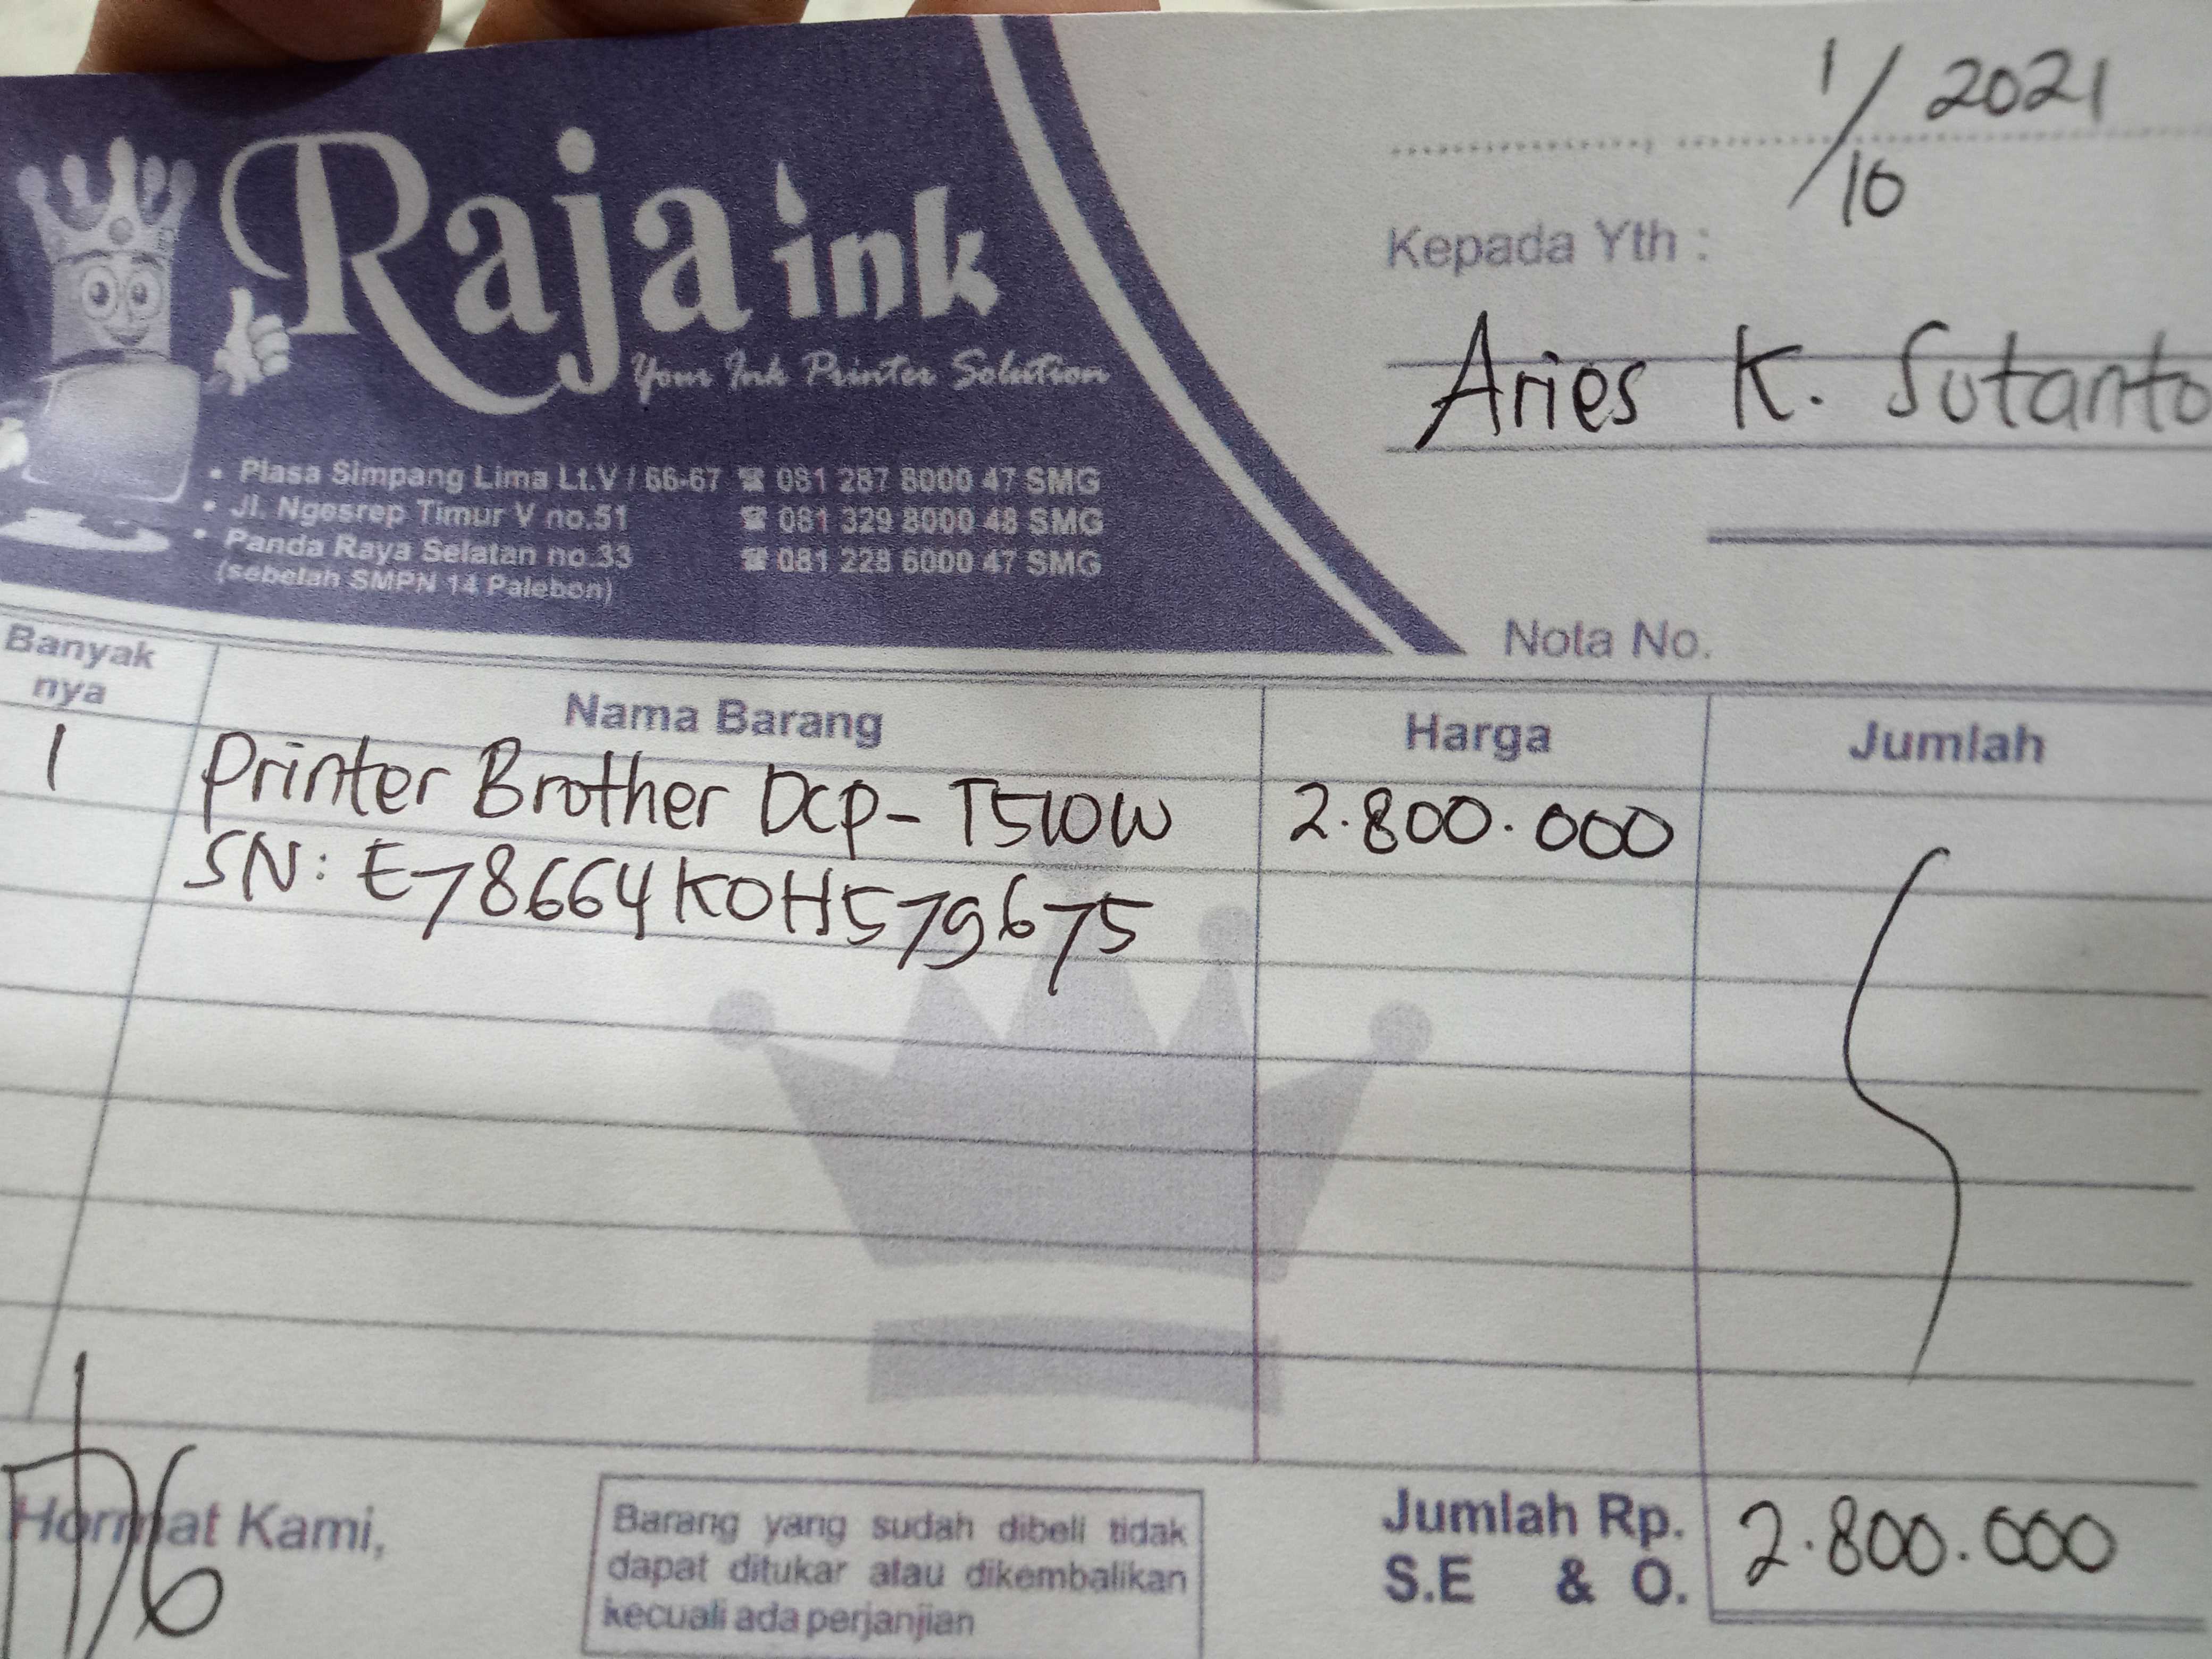 1/10 2021
Raja ink
Your Ink Printer Solution
Kepada Yth :
Aries K. Sutanto
• Plasa Simpang Lima Lt.V / 66-67 ☎ 081 287 8000 47 SMG
• Jl. Ngesrep Timur V no.51 ☎ 081 329 8000 48 SMG
• Panda Raya Selatan no.33 ☎ 081 228 6000 47 SMG
(sebelah SMPN 14 Palebon)
Nota No.
Banyak nya Nama Barang Harga Jumlah
1 Printer Brother DCP-T510W 2.800.000
SN: E78664K0H579675
Hormat Kami,
Barang yang sudah dibeli tidak
dapat ditukar atau dikembalikan
kecuali ada perjanjian
Jumlah Rp. 2.800.000
S.E & O.